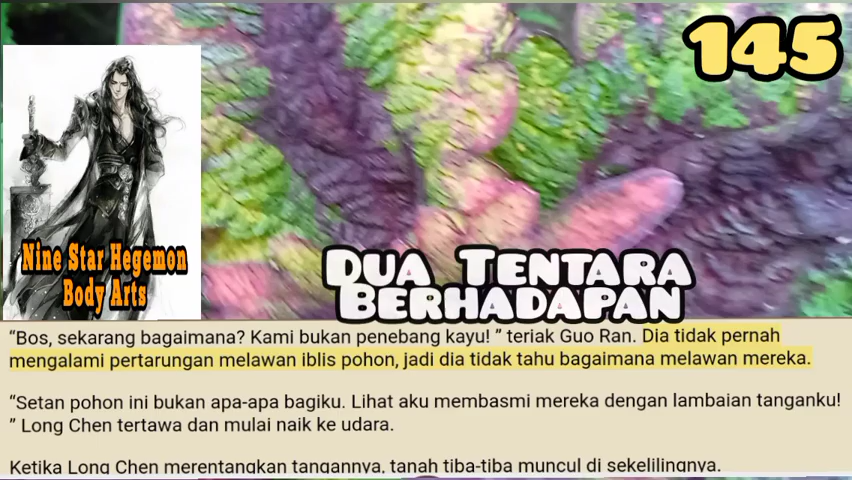 145
Nine Star Hegemon
Body Arts
DUA TENTARA
BERHADAPAN
“Bos, sekarang bagaimana? Kami bukan penebang kayu! ” teriak Guo Ran. Dia tidak pernah
mengalami pertarungan melawan iblis pohon, jadi dia tidak tahu bagaimana melawan mereka.
“Setan pohon ini bukan apa-apa bagiku. Lihat aku membasmi mereka dengan lambaian tanganku!
” Long Chen tertawa dan mulai naik ke udara.
Ketika Long Chen merentangkan tangannya, tanah tiba-tiba muncul di sekelilingnya.